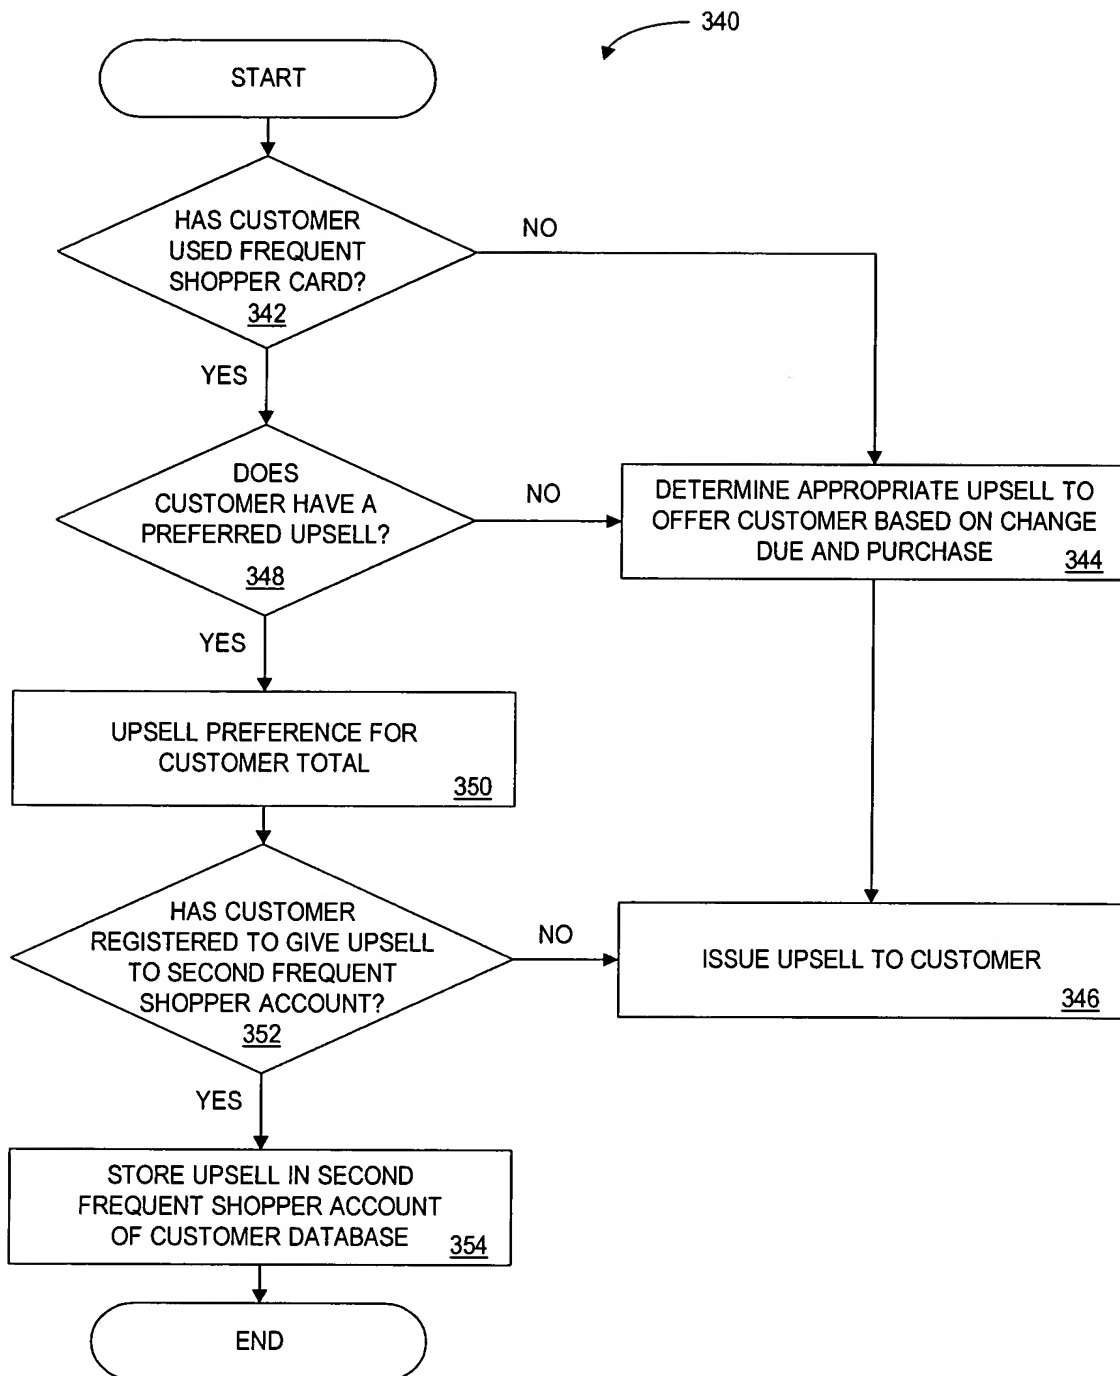 340
START
HAS CUSTOMER
USED FREQUENT
SHOPPER CARD?
342
NO
YES
DOES
CUSTOMER HAVE A
PREFERRED UPSELL?
348
NO
DETERMINE APPROPRIATE UPSELL TO
OFFER CUSTOMER BASED ON CHANGE
DUE AND PURCHASE
344
YES
UPSELL PREFERENCE FOR
CUSTOMER TOTAL
350
HAS CUSTOMER
REGISTERED TO GIVE UPSELL
TO SECOND FREQUENT
SHOPPER ACCOUNT?
352
NO
ISSUE UPSELL TO CUSTOMER
346
YES
STORE UPSELL IN SECOND
FREQUENT SHOPPER ACCOUNT
OF CUSTOMER DATABASE
354
END